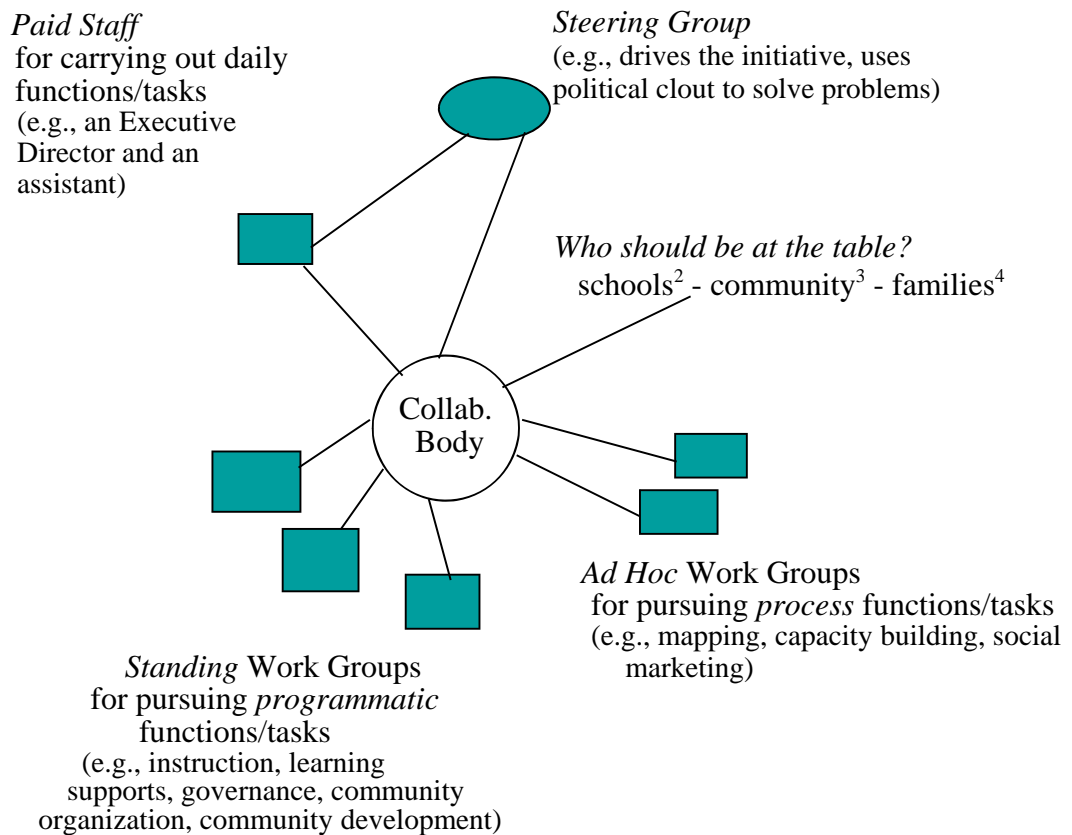 Paid Staff
for carrying out daily
functions/tasks
(e.g., an Executive
Director and an
assistant)
Steering Group
(e.g., drives the initiative, uses
political clout to solve problems)
Who should be at the table?
schools² - community³ - families⁴
Collab.
Body
Ad Hoc Work Groups
for pursuing process functions/tasks
(e.g., mapping, capacity building, social
marketing)
Standing Work Groups
for pursuing programmatic
functions/tasks
(e.g., instruction, learning
supports, governance, community
organization, community development)